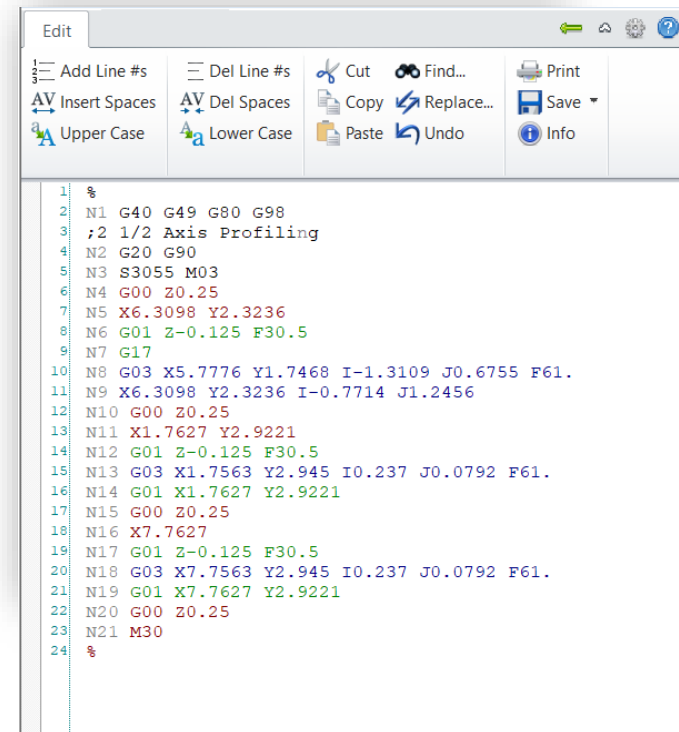 Edit
Add Line #s Del Line #s Cut Find... Print
AV Insert Spaces AV Del Spaces Copy Replace... Save
aA Upper Case Aa Lower Case Paste Undo Info
1 %
2 N1 G40 G49 G80 G98
3 ;2 1/2 Axis Profiling
4 N2 G20 G90
5 N3 S3055 M03
6 N4 G00 Z0.25
7 N5 X6.3098 Y2.3236
8 N6 G01 Z-0.125 F30.5
9 N7 G17
10 N8 G03 X5.7776 Y1.7468 I-1.3109 J0.6755 F61.
11 N9 X6.3098 Y2.3236 I-0.7714 J1.2456
12 N10 G00 Z0.25
13 N11 X1.7627 Y2.9221
14 N12 G01 Z-0.125 F30.5
15 N13 G03 X1.7563 Y2.945 I0.237 J0.0792 F61.
16 N14 G01 X1.7627 Y2.9221
17 N15 G00 Z0.25
18 N16 X7.7627
19 N17 G01 Z-0.125 F30.5
20 N18 G03 X7.7563 Y2.945 I0.237 J0.0792 F61.
21 N19 G01 X7.7627 Y2.9221
22 N20 G00 Z0.25
23 N21 M30
24 %